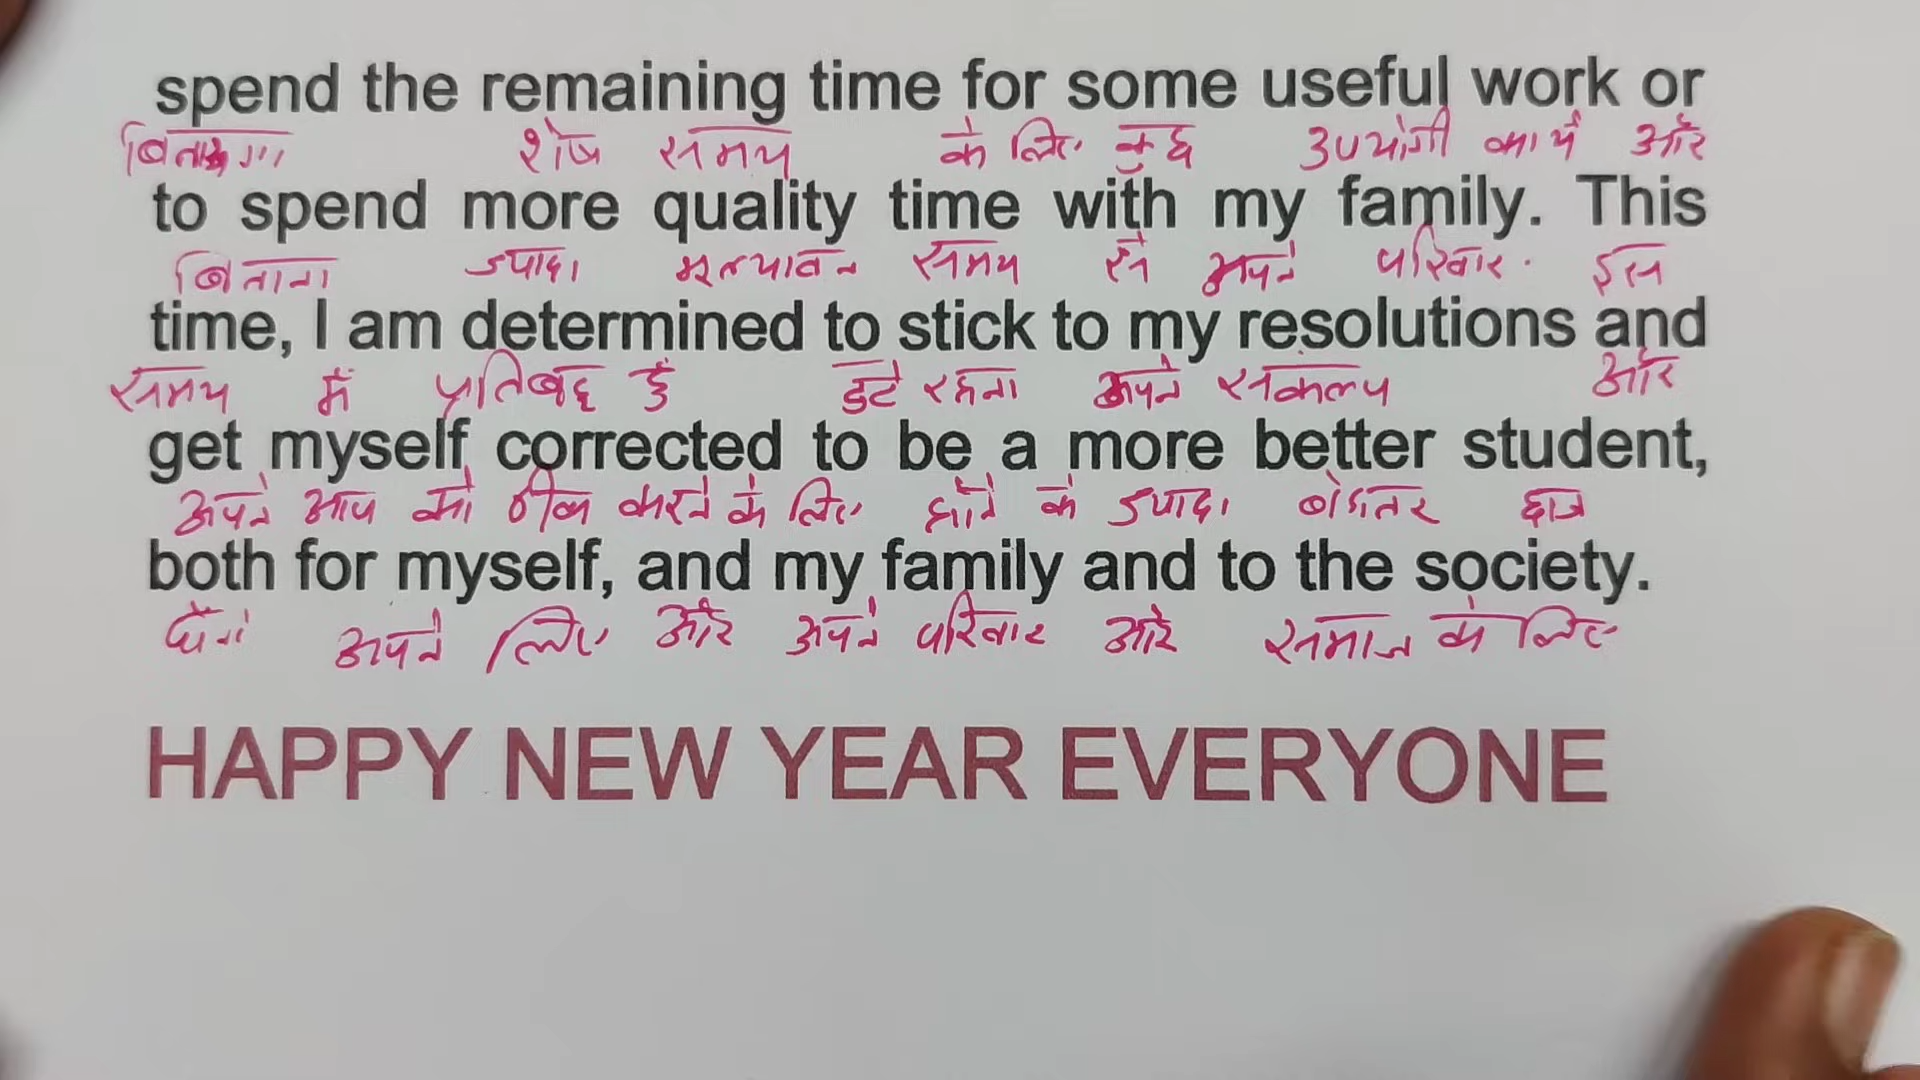 spend the remaining time for some useful work or
शेष समय के लिए कुछ उपयोगी कार्य और
to spend more quality time with my family. This
बिताना ज्यादा मूल्यावन समय से अपने परिवार. इस
time, I am determined to stick to my resolutions and
समय में प्रतिबद्ध हूँ डटे रहना अपने संकल्प और
get myself corrected to be a more better student,
अपने आप को ठीक करने के लिए होने के ज्यादा बेहतर छात्र
both for myself, and my family and to the society.
अपने लिए और अपने परिवार और समाज के लिए
HAPPY NEW YEAR EVERYONE